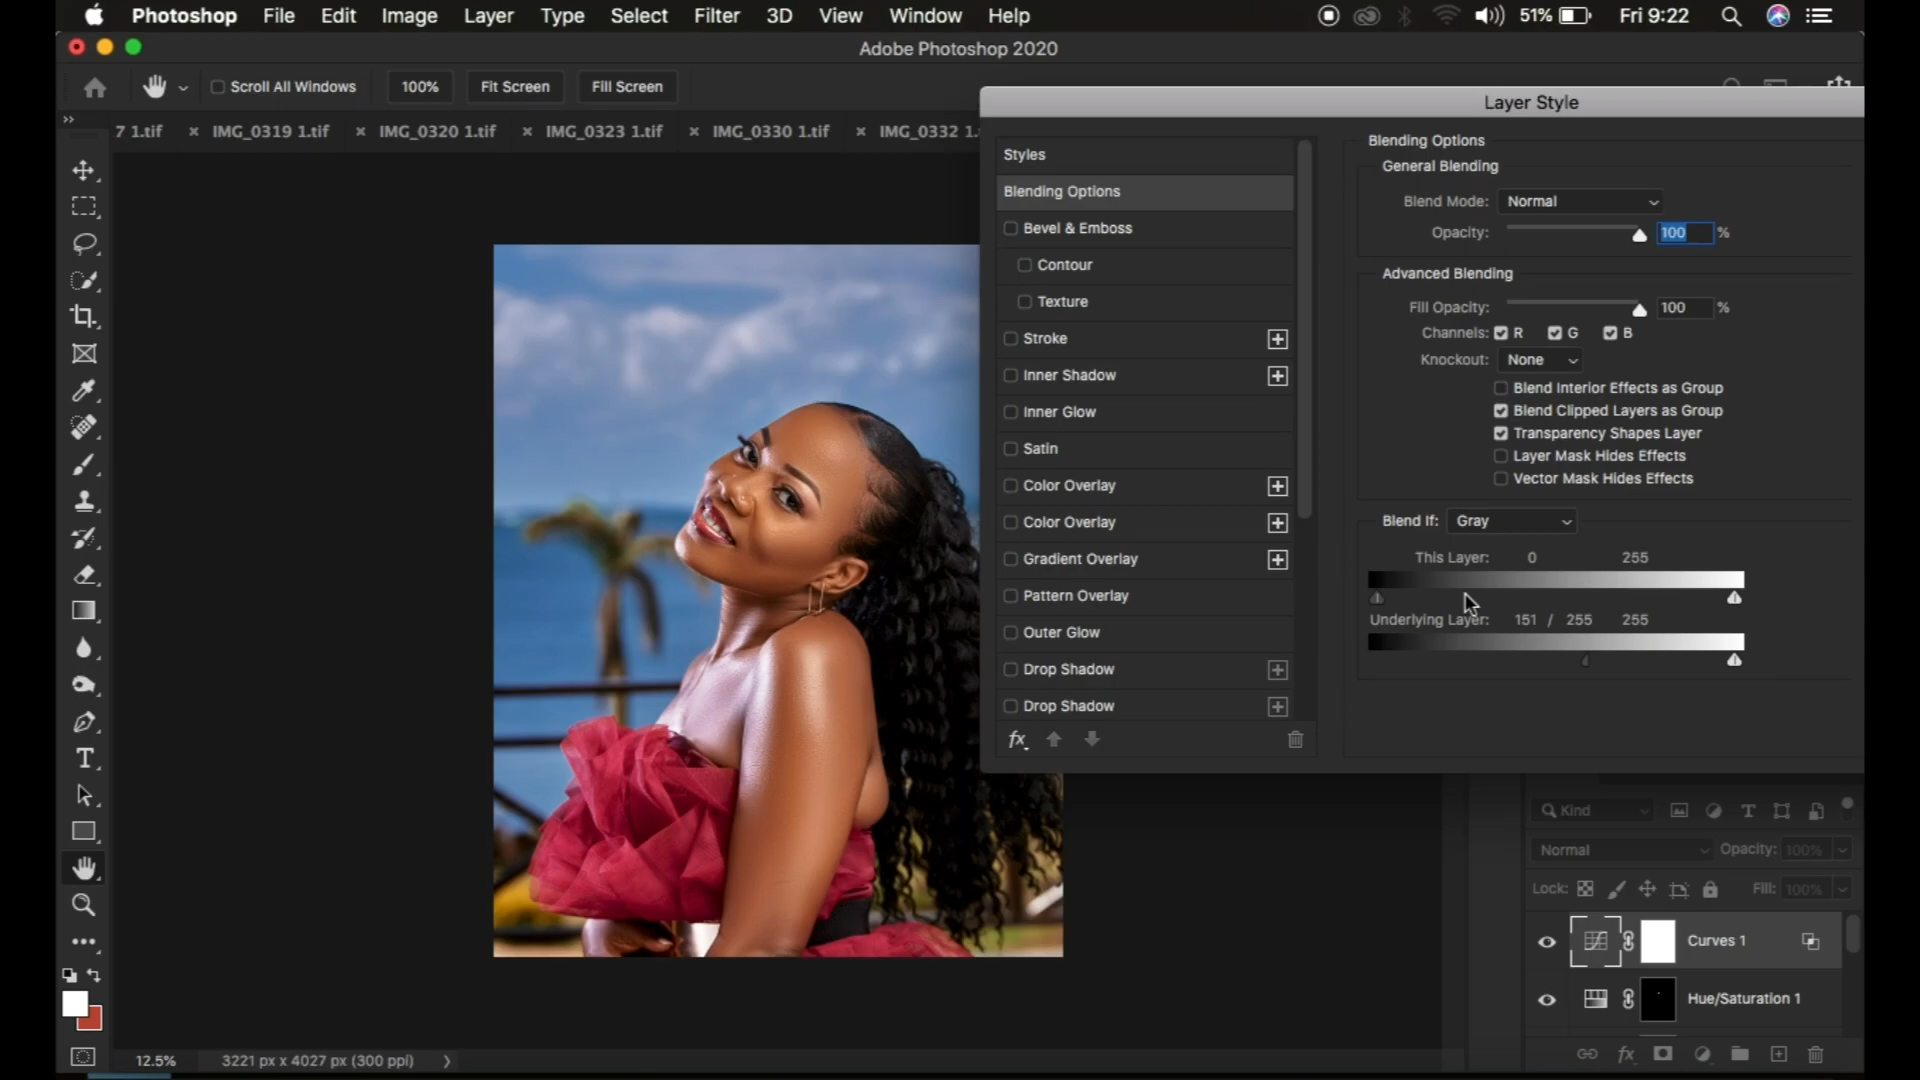 Photoshop File Edit Image Layer Type Select Filter 3D View Window Help 51% Fri 9:22
Adobe Photoshop 2020
Scroll All Windows 100% Fit Screen Fill Screen
7 1.tif × IMG_0319 1.tif × IMG_0320 1.tif × IMG_0323 1.tif × IMG_0330 1.tif × IMG_0332 1.
Layer Style
Styles
Blending Options
Bevel & Emboss
Contour
Texture
Stroke
Inner Shadow
Inner Glow
Satin
Color Overlay
Color Overlay
Gradient Overlay
Pattern Overlay
Outer Glow
Drop Shadow
Drop Shadow
fx
Blending Options
General Blending
Blend Mode: Normal
Opacity: 100 %
Advanced Blending
Fill Opacity: 100 %
Channels: R G B
Knockout: None
Blend Interior Effects as Group
Blend Clipped Layers as Group
Transparency Shapes Layer
Layer Mask Hides Effects
Vector Mask Hides Effects
Blend If: Gray
This Layer: 0 255
Underlying Layer: 151 / 255 255
Kind
Normal Opacity: 100%
Lock: Fill: 100%
Curves 1
Hue/Saturation 1
fx
12.5% 3221 px x 4027 px (300 ppi)